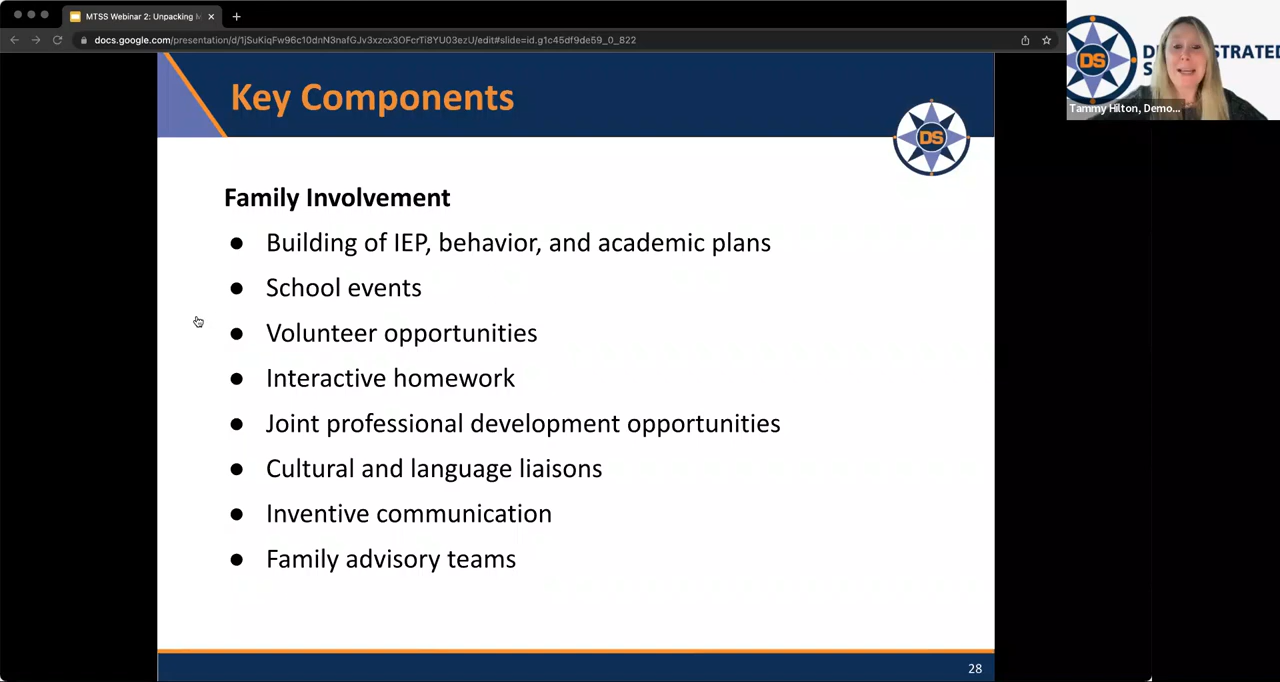 MTSS Webinar 2: Unpacking M
docs.google.com/presentation/d/1jSuKiqFw96c10dnN3nafGJv3xzcx3OFcrTi8YU03ezU/edit#slide=id.g1c45df9de59_0_822
DS
TRATED
S
Tammy Hilton, Demo...
Key Components
DS
Family Involvement
● Building of IEP, behavior, and academic plans
● School events
● Volunteer opportunities
● Interactive homework
● Joint professional development opportunities
● Cultural and language liaisons
● Inventive communication
● Family advisory teams
28